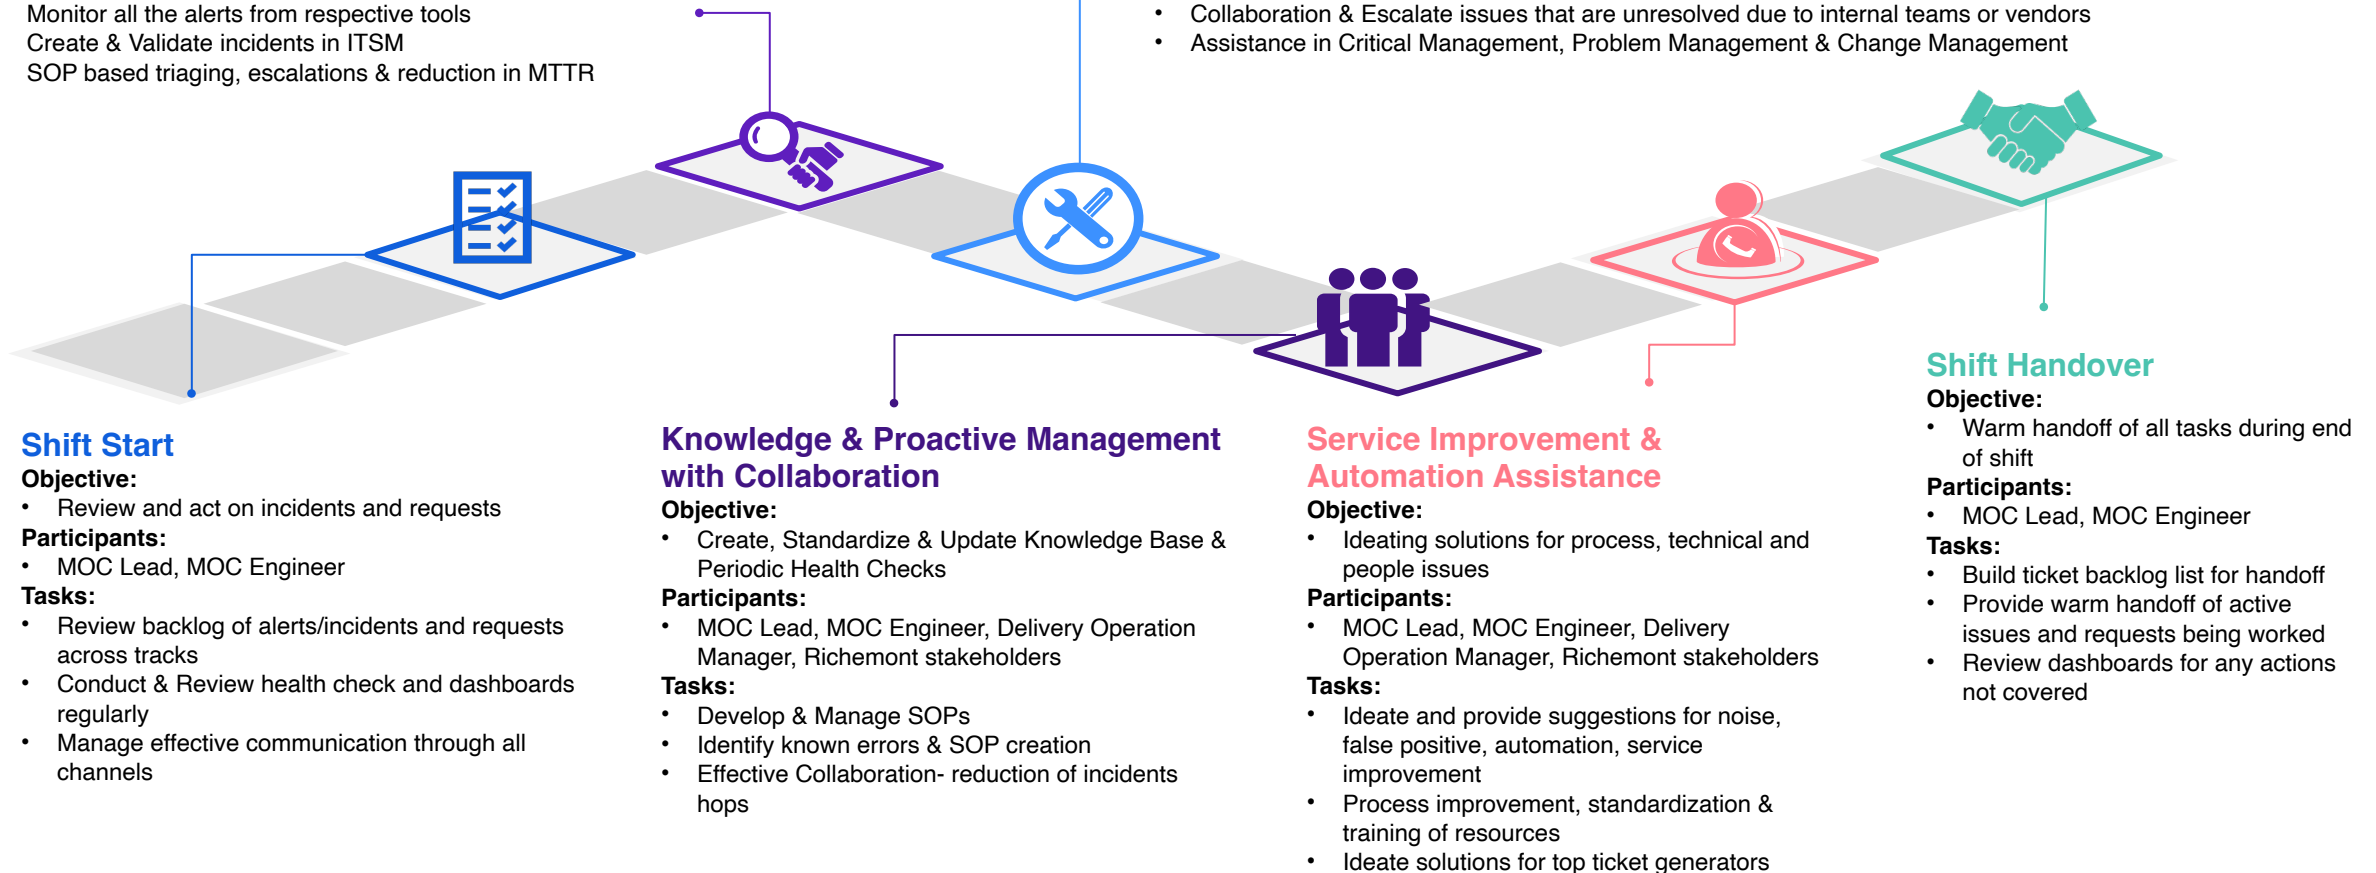 Monitor all the alerts from respective tools
Create & Validate incidents in ITSM
SOP based triaging, escalations & reduction in MTTR
• Collaboration & Escalate issues that are unresolved due to internal teams or vendors
• Assistance in Critical Management, Problem Management & Change Management
Shift Start
Objective:
• Review and act on incidents and requests
Participants:
• MOC Lead, MOC Engineer
Tasks:
• Review backlog of alerts/incidents and requests
across tracks
• Conduct & Review health check and dashboards
regularly
• Manage effective communication through all
channels
Knowledge & Proactive Management
with Collaboration
Objective:
• Create, Standardize & Update Knowledge Base &
Periodic Health Checks
Participants:
• MOC Lead, MOC Engineer, Delivery Operation
Manager, Richemont stakeholders
Tasks:
• Develop & Manage SOPs
• Identify known errors & SOP creation
• Effective Collaboration- reduction of incidents
hops
Service Improvement &
Automation Assistance
Objective:
• Ideating solutions for process, technical and
people issues
Participants:
• MOC Lead, MOC Engineer, Delivery
Operation Manager, Richemont stakeholders
Tasks:
• Ideate and provide suggestions for noise,
false positive, automation, service
improvement
• Process improvement, standardization &
training of resources
• Ideate solutions for top ticket generators
Shift Handover
Objective:
• Warm handoff of all tasks during end
of shift
Participants:
• MOC Lead, MOC Engineer
Tasks:
• Build ticket backlog list for handoff
• Provide warm handoff of active
issues and requests being worked
• Review dashboards for any actions
not covered